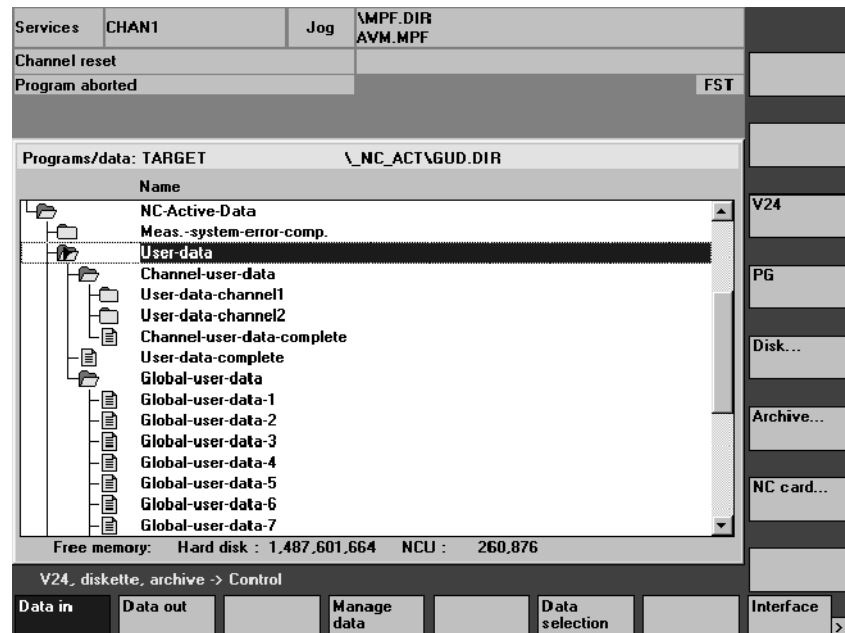 Services CHAN1 Jog \MPF.DIR
AVM.MPF
Channel reset
Program aborted FST
Programs/data: TARGET \_NC_ACT\GUD.DIR
Name
NC-Active-Data
Meas.-system-error-comp.
User-data
Channel-user-data
User-data-channel1
User-data-channel2
Channel-user-data-complete
User-data-complete
Global-user-data
Global-user-data-1
Global-user-data-2
Global-user-data-3
Global-user-data-4
Global-user-data-5
Global-user-data-6
Global-user-data-7
Free memory: Hard disk : 1,487,601,664 NCU : 260,876
V24, diskette, archive -> Control
V24
PG
Disk...
Archive...
NC card...
Data in
Data out
Manage
data
Data
selection
Interface
>